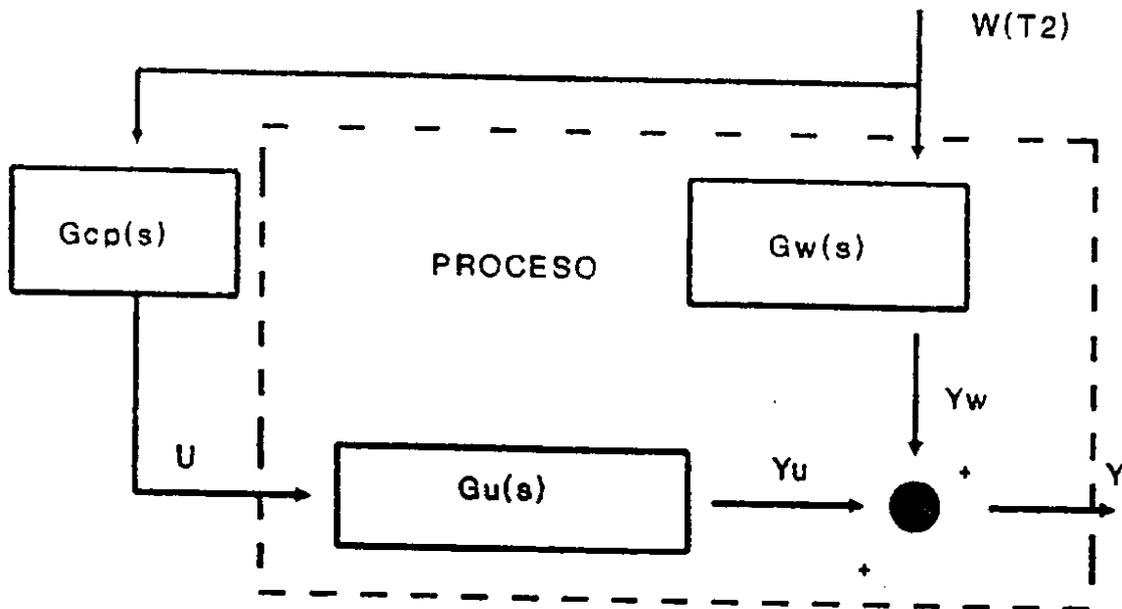 W(T2)
Gcp(s)
Gw(s)
PROCESO
Yw
U
Gu(s)
Yu
+
Y
+